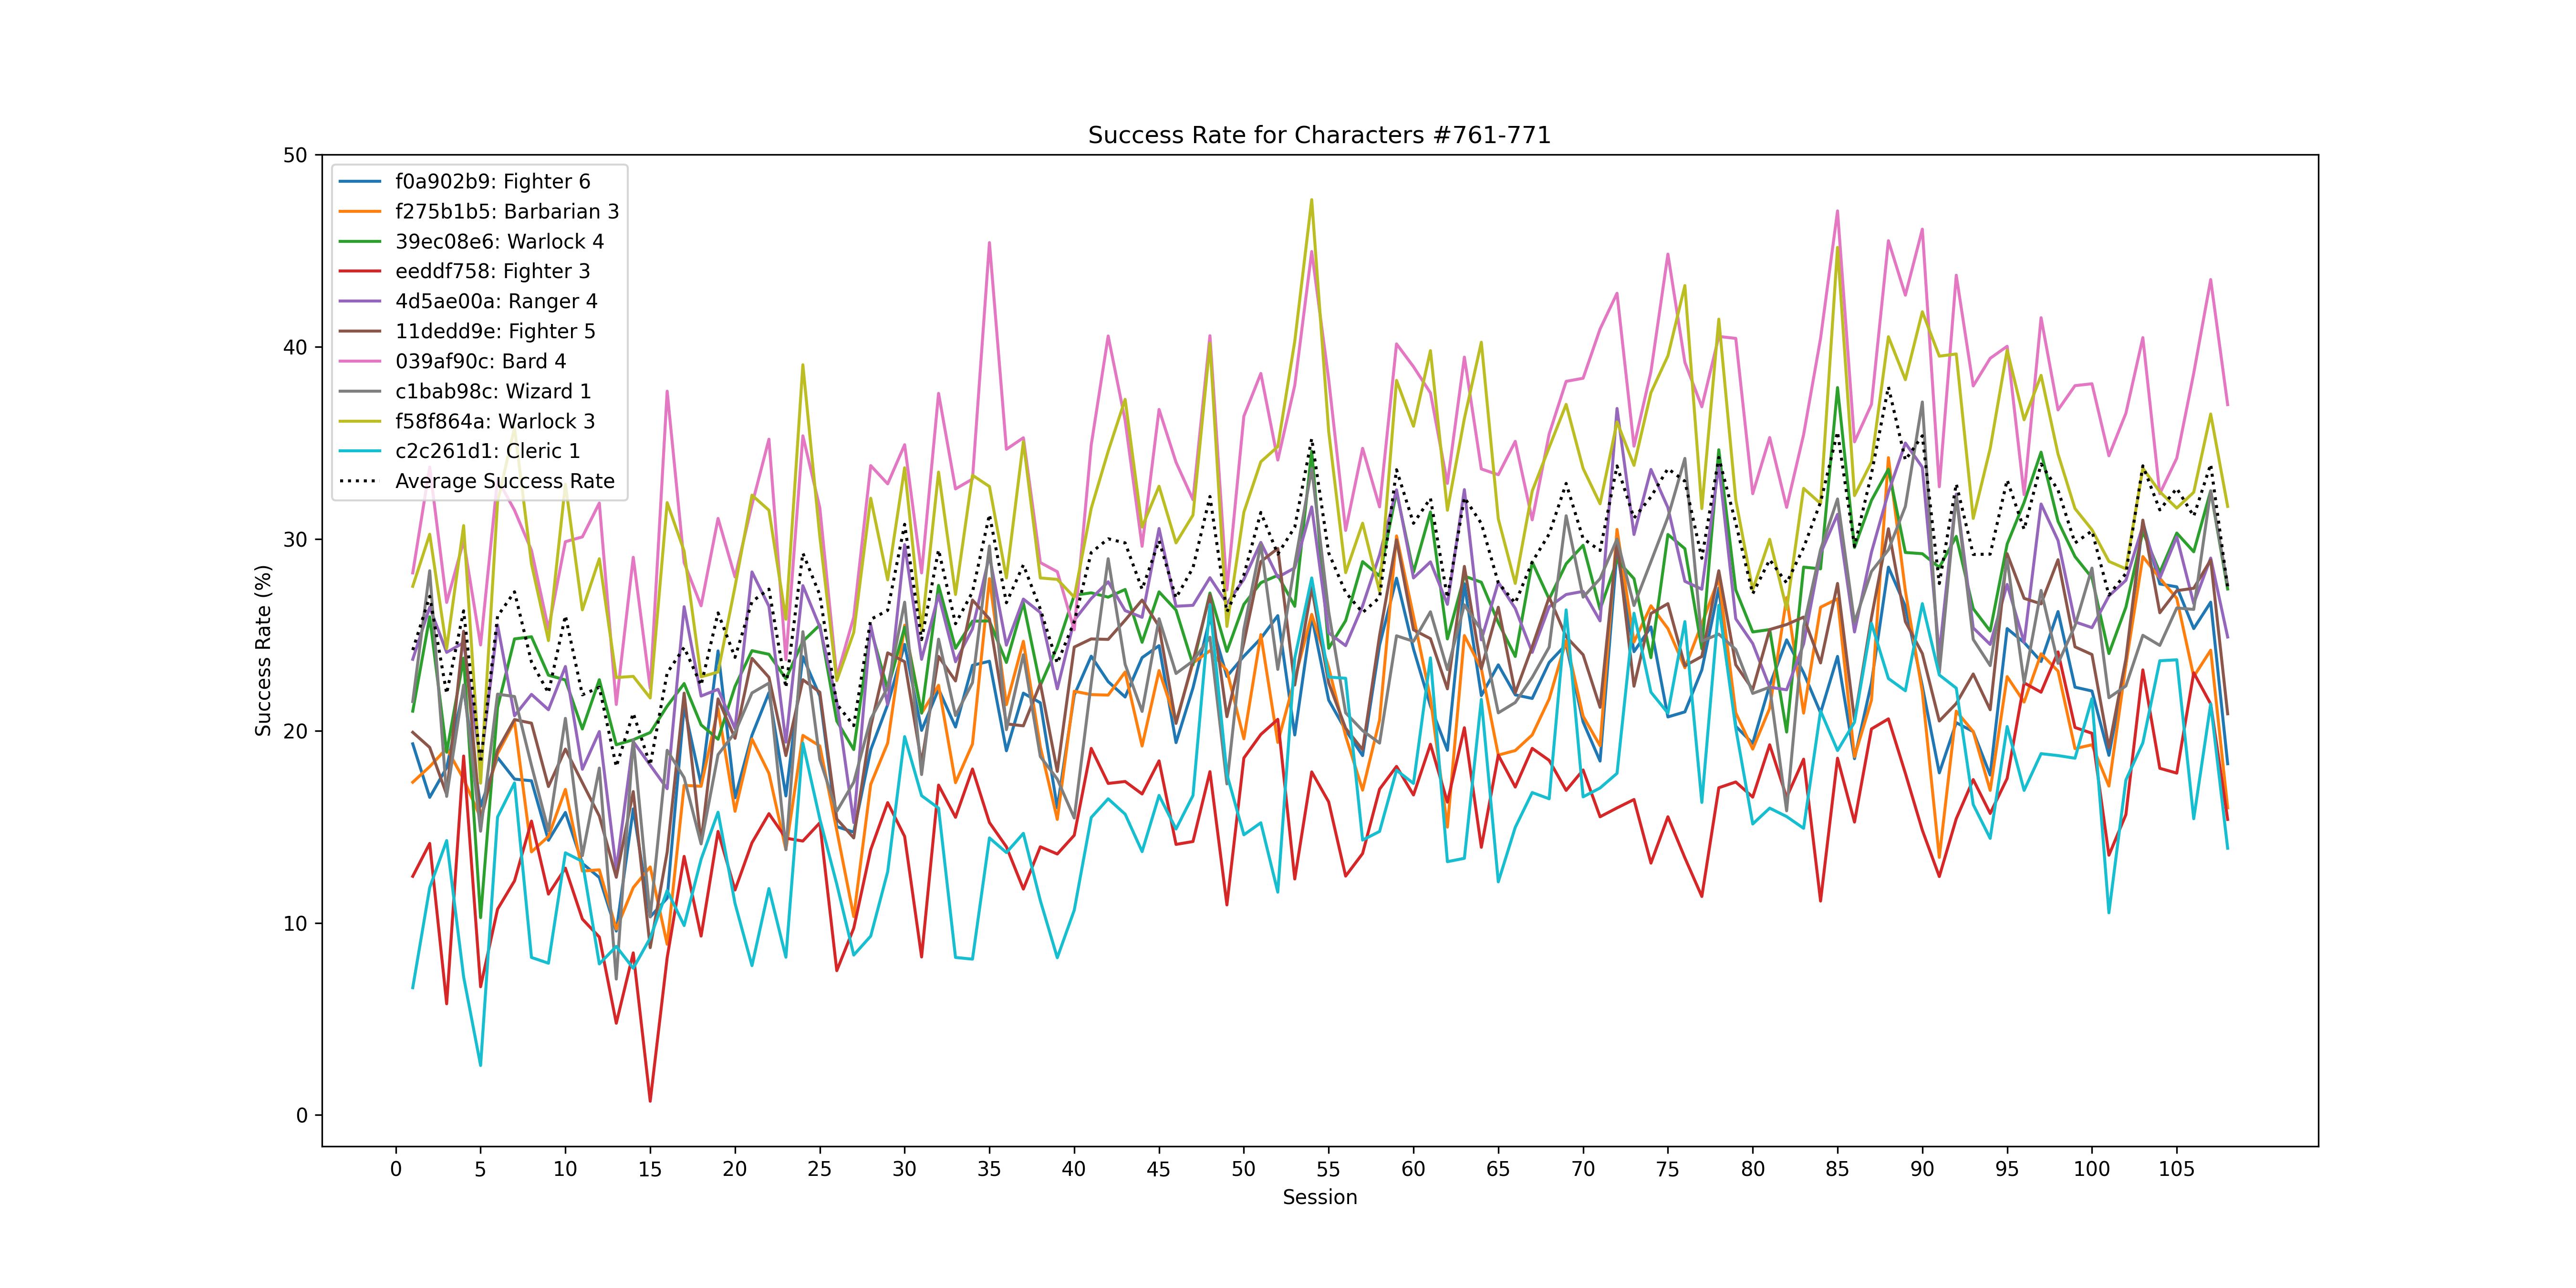 Success Rate for Characters #761-771
50
40
30
20
10
0
Success Rate (%)
f0a902b9: Fighter 6
f275b1b5: Barbarian 3
39ec08e6: Warlock 4
eeddf758: Fighter 3
4d5ae00a: Ranger 4
11dedd9e: Fighter 5
039af90c: Bard 4
c1bab98c: Wizard 1
f58f864a: Warlock 3
c2c261d1: Cleric 1
Average Success Rate
0 5 10 15 20 25 30 35 40 45 50 55 60 65 70 75 80 85 90 95 100 105
Session